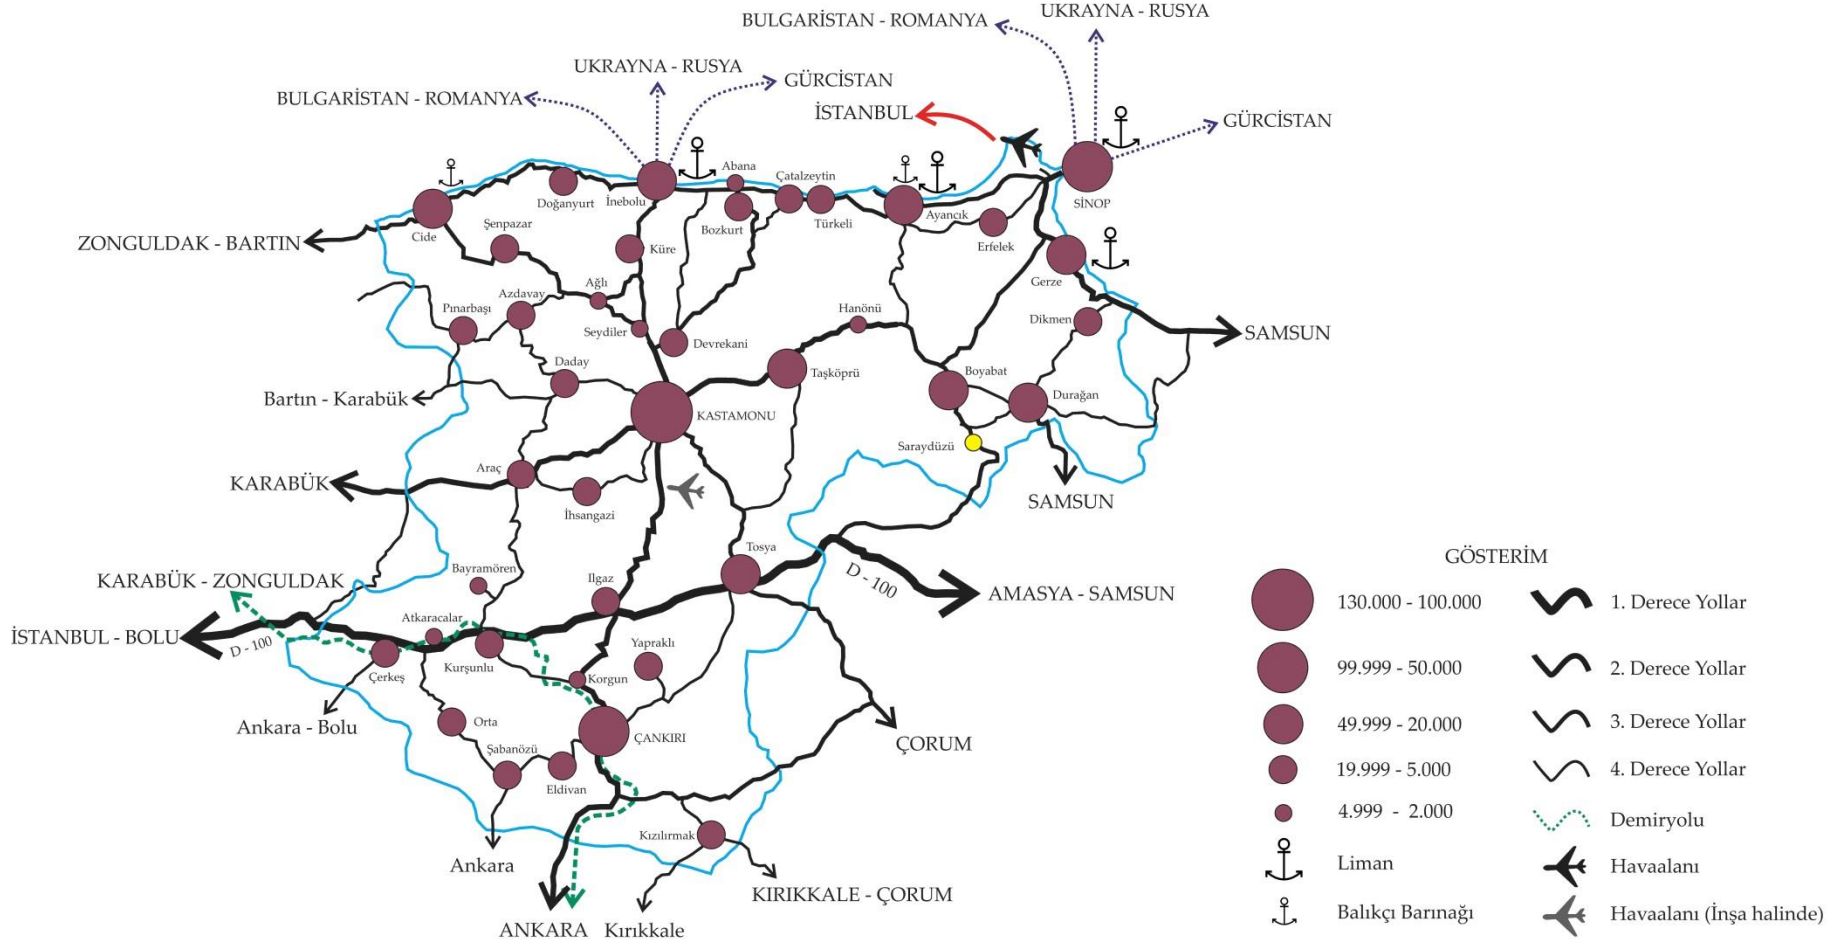 BULGARİSTAN - ROMANYA
UKRAYNA - RUSYA
UKRAYNA - RUSYA
BULGARİSTAN - ROMANYA
GÜRCİSTAN
İSTANBUL
GÜRCİSTAN
Abana
Çatalzeytin
Doğanyurt
İnebolu
Bozkurt
Türkeli
Ayancık
SİNOP
Cide
Şenpazar
Küre
Erfelek
ZONGULDAK - BARTIN
Gerze
Ağlı
Azdavay
Pınarbaşı
Hanönü
Dikmen
Seydiler
Devrekani
SAMSUN
Daday
Taşköprü
Boyabat
Durağan
Bartın - Karabük
KASTAMONU
Saraydüzü
Araç
KARABÜK
SAMSUN
İhsangazi
Tosya
GÖSTERİM
Bayramören
Ilgaz
KARABÜK - ZONGULDAK
D - 100
AMASYA - SAMSUN
130.000 - 100.000
1. Derece Yollar
Atkaracalar
İSTANBUL - BOLU
D - 100
Yapraklı
Kurşunlu
Çerkeş
Korgun
99.999 - 50.000
2. Derece Yollar
Ankara - Bolu
Orta
ÇANKIRI
ÇORUM
49.999 - 20.000
3. Derece Yollar
Şabanözü
Eldivan
19.999 - 5.000
4. Derece Yollar
4.999 - 2.000
Demiryolu
Kızılırmak
Ankara
Liman
Havaalanı
KIRIKKALE - ÇORUM
ANKARA
Kırıkkale
Balıkçı Barınağı
Havaalanı (İnşa halinde)